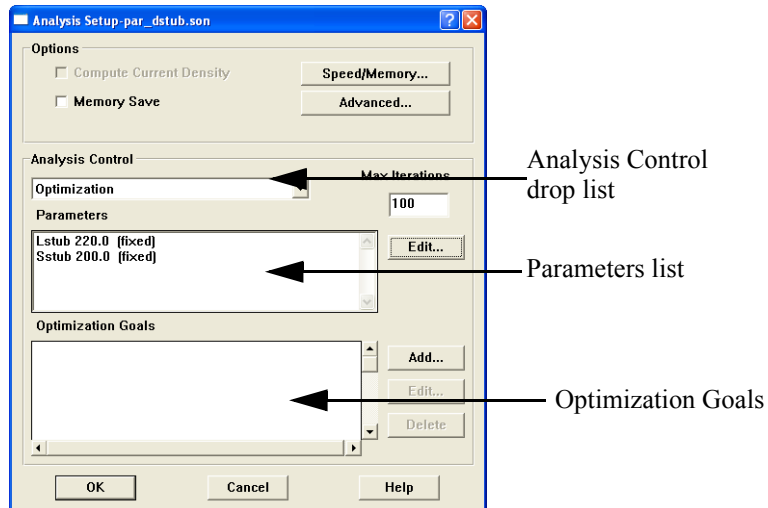 Analysis Setup-par_dstub.son
Options
Compute Current Density
Speed/Memory...
Memory Save
Advanced...
Analysis Control
Max Iterations
Optimization
100
Parameters
Lstub 220.0 (fixed)
Sstub 200.0 (fixed)
Edit...
Optimization Goals
Add...
Edit...
Delete
OK
Cancel
Help
Analysis Control
drop list
Parameters list
Optimization Goals